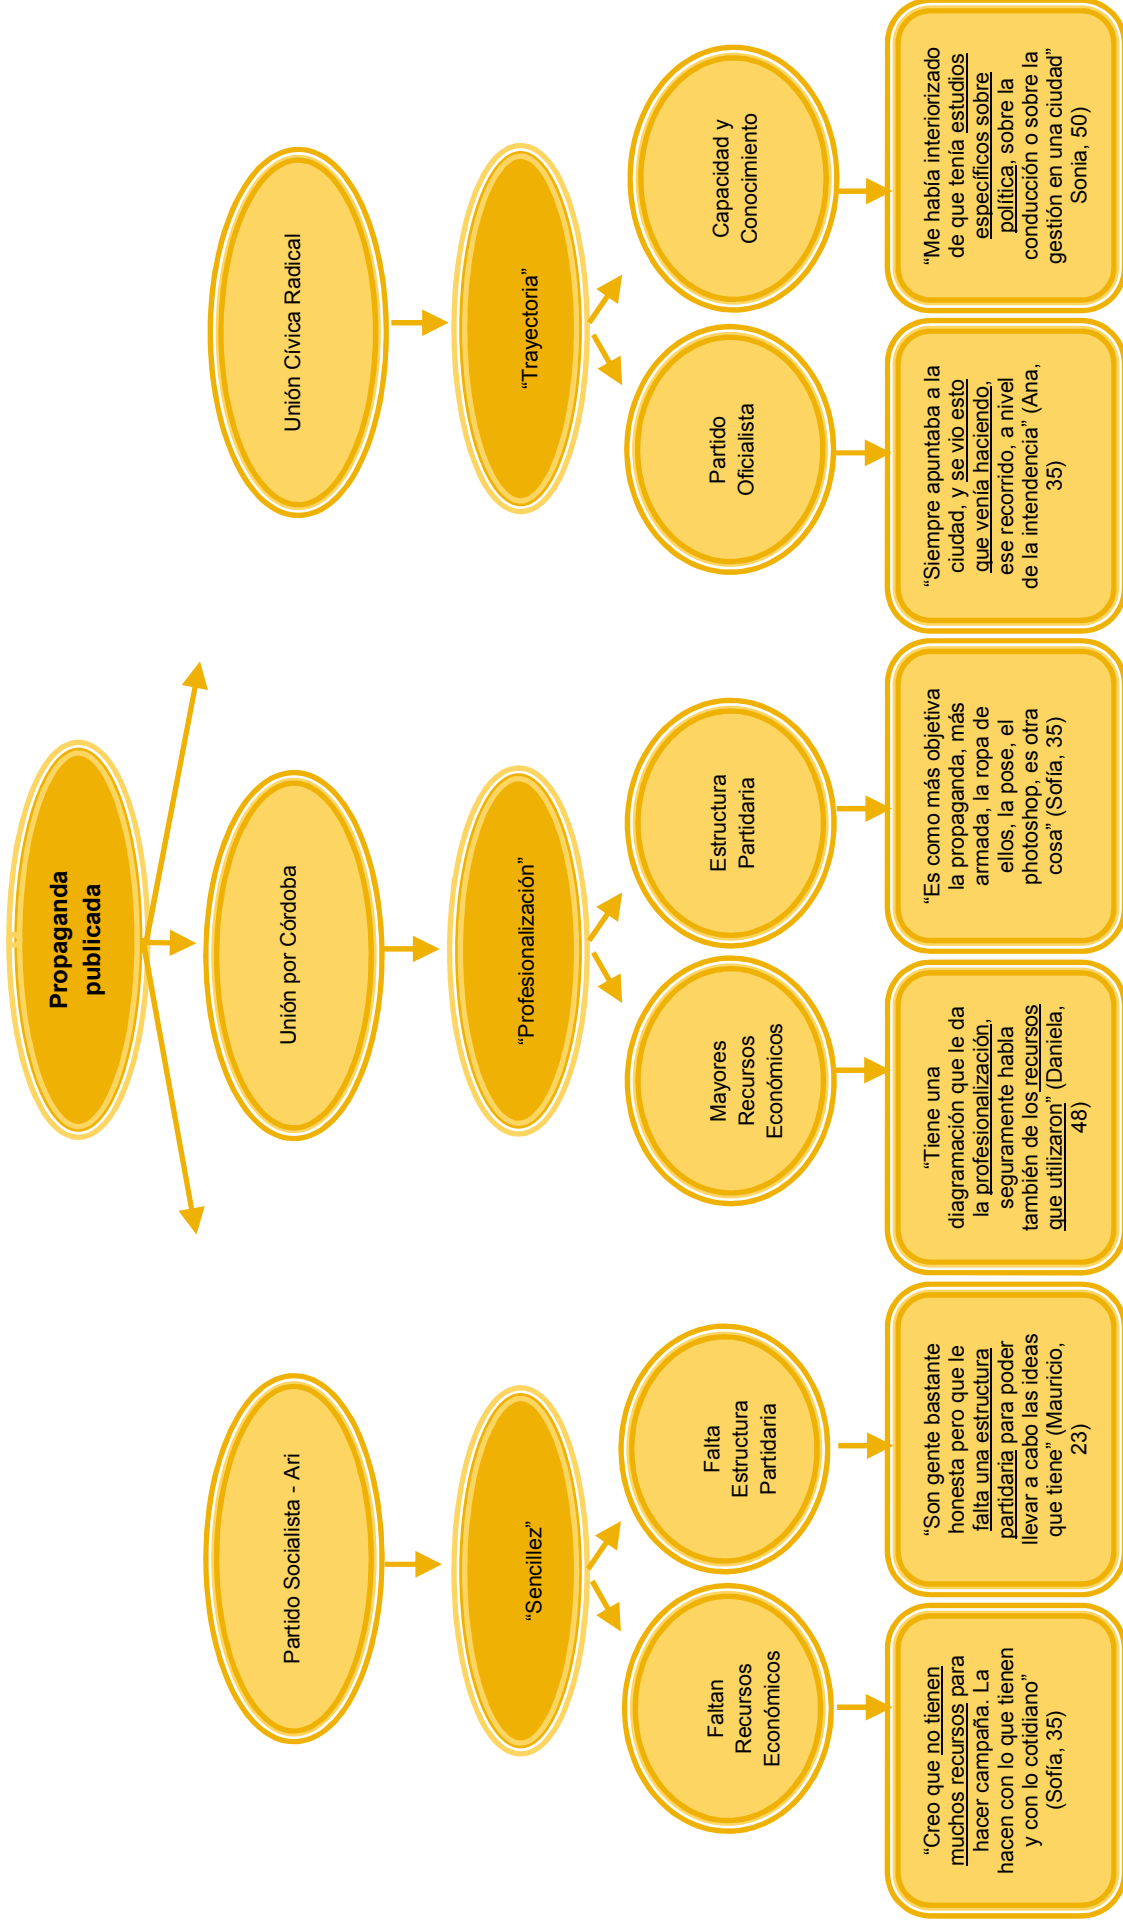 Propaganda
publicada
Partido Socialista - Ari
Unión por Córdoba
Unión Cívica Radical
“Sencillez”
“Profesionalización”
“Trayectoria”
Faltan
Recursos
Económicos
Falta
Estructura
Partidaria
Mayores
Recursos
Económicos
Estructura
Partidaria
Partido
Oficialista
Capacidad y
Conocimiento
“Creo que no tienen
muchos recursos para
hacer campaña. La
hacen con lo que tienen
y con lo cotidiano”
(Sofía, 35)
“Son gente bastante
honesta pero que le
falta una estructura
partidaria para poder
llevar a cabo las ideas
que tiene” (Mauricio,
23)
“Tiene una
diagramación que le da
la profesionalización,
seguramente habla
también de los recursos
que utilizaron” (Daniela,
48)
“Es como más objetiva
la propaganda, más
armada, la ropa de
ellos, la pose, el
photoshop, es otra
cosa” (Sofía, 35)
“Siempre apuntaba a la
ciudad, y se vio esto
que venía haciendo,
ese recorrido, a nivel
de la intendencia” (Ana,
35)
“Me había interiorizado
de que tenía estudios
específicos sobre
política, sobre la
conducción o sobre la
gestión en una ciudad”
Sonia, 50)